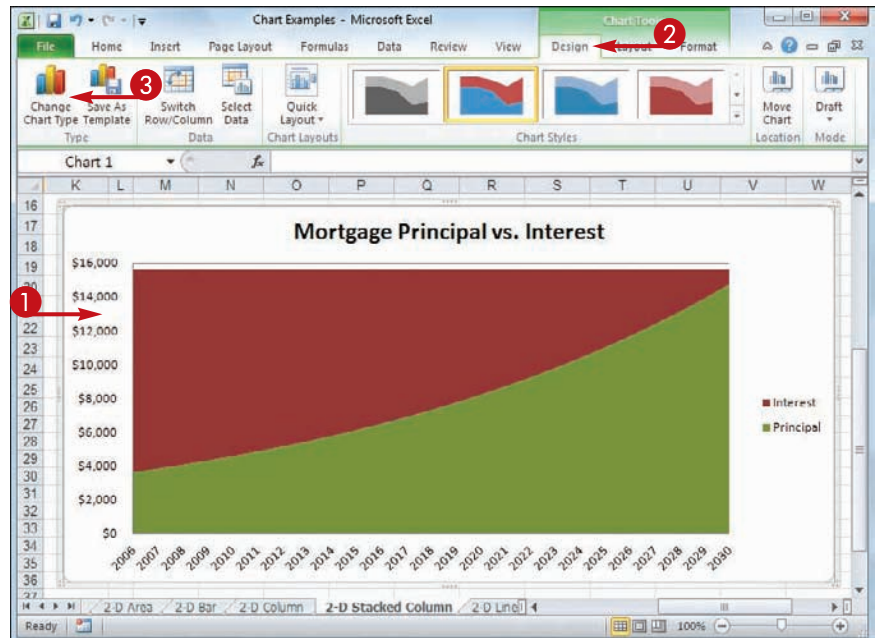 Chart Examples - Microsoft Excel
Chart Tools
File Home Insert Page Layout Formulas Data Review View Design Layout Format
2
3
Change Chart Type
Save As Template
Switch Row/Column
Select Data
Quick Layout
Move Chart
Draft
Type Data Chart Layouts Chart Styles Location Mode
Chart 1 fx
K L M N O P Q R S T U V W
16
17
18
19
20
22
23
24
25
26
27
28
29
30
31
32
33
34
35
36
37
1
Mortgage Principal vs. Interest
$16,000
$14,000
$12,000
$10,000
$8,000
$6,000
$4,000
$2,000
$0
Interest
Principal
2006 2007 2008 2009 2010 2011 2012 2013 2014 2015 2016 2017 2018 2019 2020 2021 2022 2023 2024 2025 2026 2027 2028 2029 2030
2-D Area 2-D Bar 2-D Column 2-D Stacked Column 2-D Line
Ready 100%